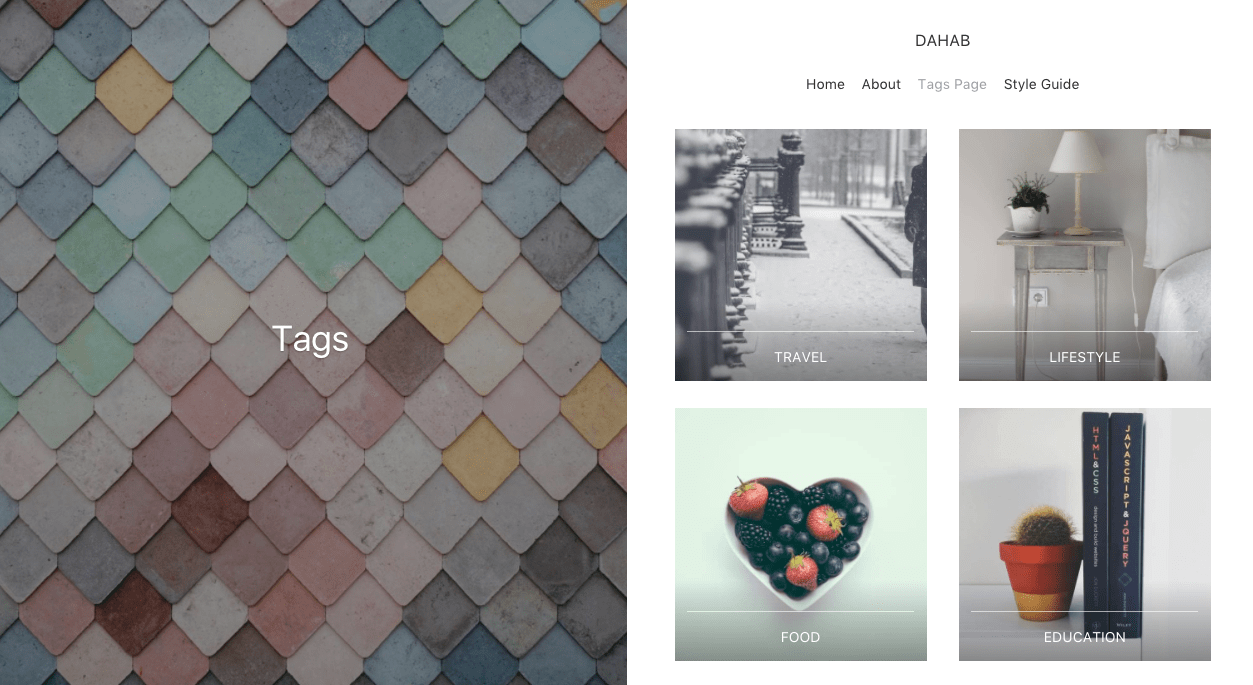 Tags
DAHAB
Home About Tags Page Style Guide
TRAVEL
LIFESTYLE
FOOD
HTML&CSS
design and build websites
JAVASCRIPT&JQUERY
WILEY
EDUCATION